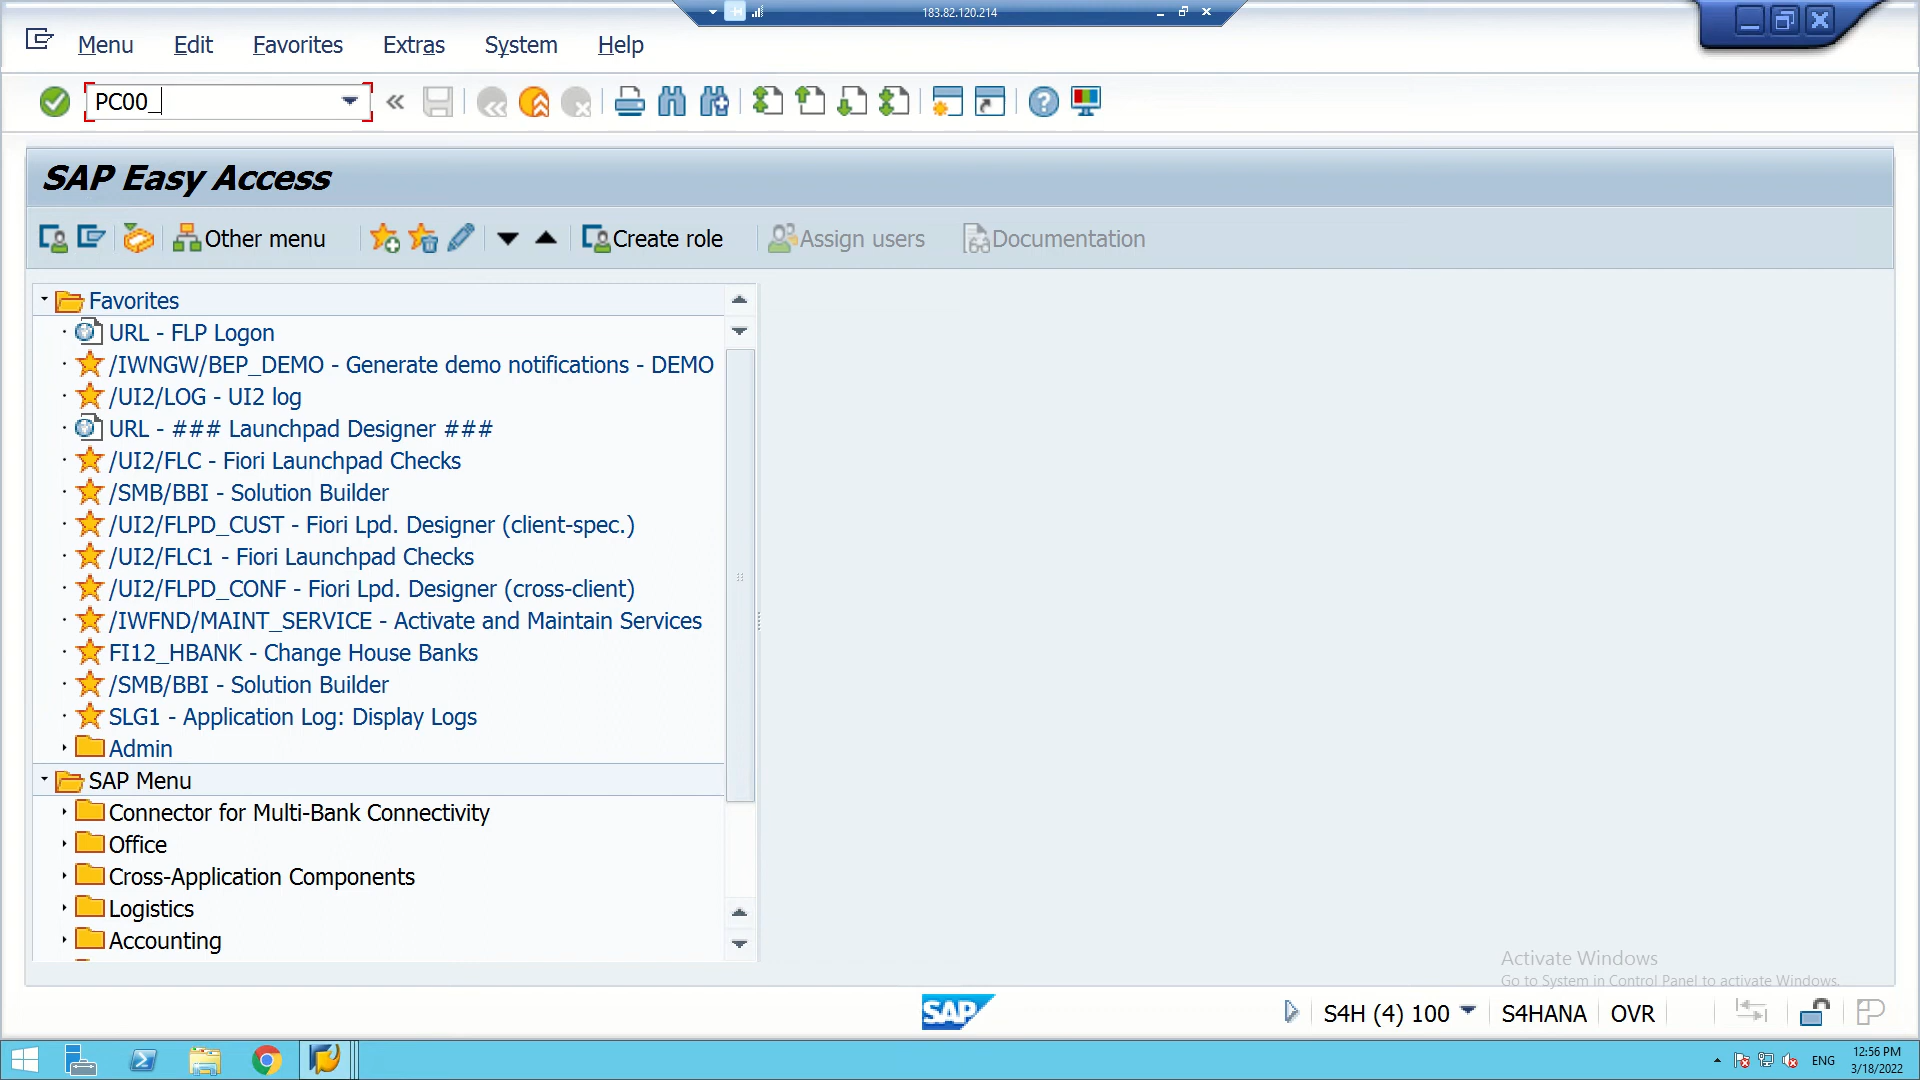 183.82.120.214
Menu Edit Favorites Extras System Help
PC00_
SAP Easy Access
Other menu Create role Assign users Documentation
Favorites
URL - FLP Logon
/IWNGW/BEP_DEMO - Generate demo notifications - DEMO
/UI2/LOG - UI2 log
URL - ### Launchpad Designer ###
/UI2/FLC - Fiori Launchpad Checks
/SMB/BBI - Solution Builder
/UI2/FLPD_CUST - Fiori Lpd. Designer (client-spec.)
/UI2/FLC1 - Fiori Launchpad Checks
/UI2/FLPD_CONF - Fiori Lpd. Designer (cross-client)
/IWFND/MAINT_SERVICE - Activate and Maintain Services
FI12_HBANK - Change House Banks
/SMB/BBI - Solution Builder
SLG1 - Application Log: Display Logs
Admin
SAP Menu
Connector for Multi-Bank Connectivity
Office
Cross-Application Components
Logistics
Accounting
Activate Windows
Go to System in Control Panel to activate Windows.
SAP S4H (4) 100 S4HANA OVR
ENG 12:56 PM
3/18/2022